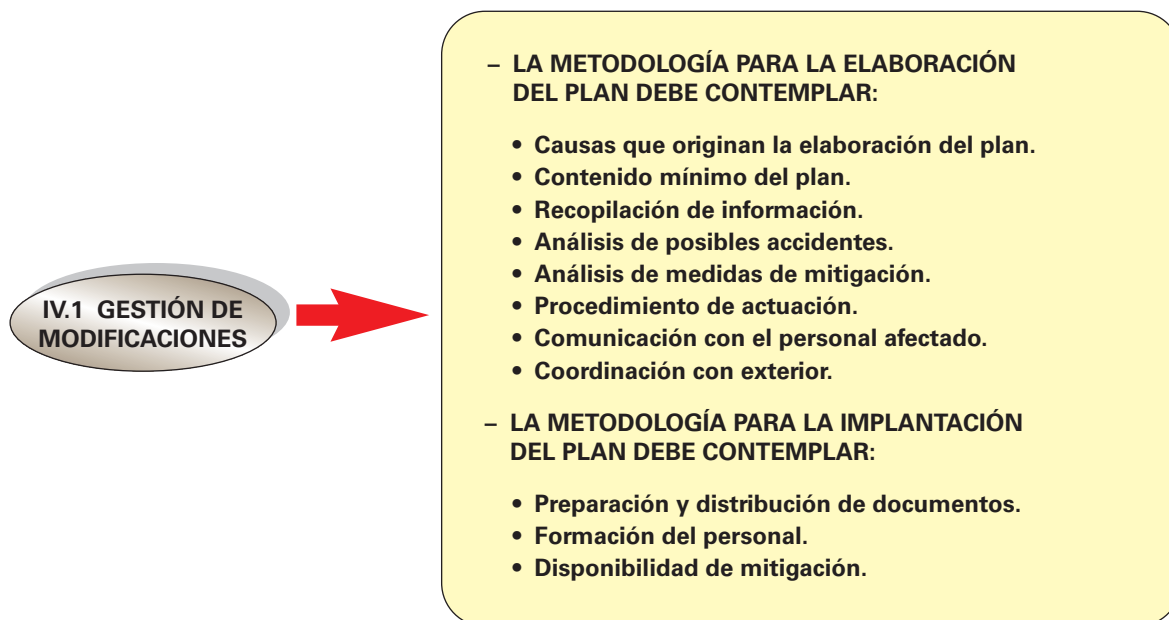 IV.1 GESTIÓN DE
MODIFICACIONES
– LA METODOLOGÍA PARA LA ELABORACIÓN
DEL PLAN DEBE CONTEMPLAR:
• Causas que originan la elaboración del plan.
• Contenido mínimo del plan.
• Recopilación de información.
• Análisis de posibles accidentes.
• Análisis de medidas de mitigación.
• Procedimiento de actuación.
• Comunicación con el personal afectado.
• Coordinación con exterior.
– LA METODOLOGÍA PARA LA IMPLANTACIÓN
DEL PLAN DEBE CONTEMPLAR:
• Preparación y distribución de documentos.
• Formación del personal.
• Disponibilidad de mitigación.